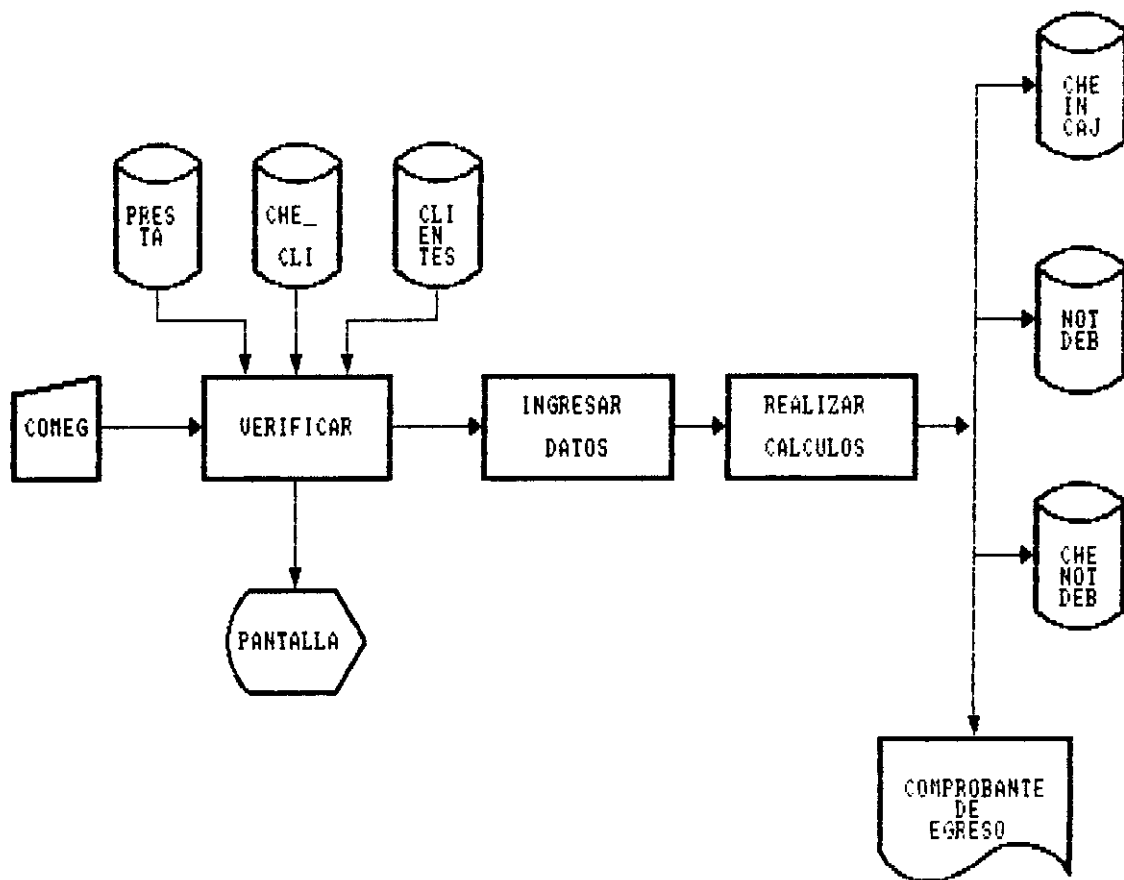 CHE
IN
CAJ
PRES
TA
CHE_
CLI
CLI
EN
TES
NOT
DEB
COMEG
VERIFICAR
INGRESAR
DATOS
REALIZAR
CALCULOS
CHE
NOT
DEB
PANTALLA
COMPROBANTE
DE
EGRESO